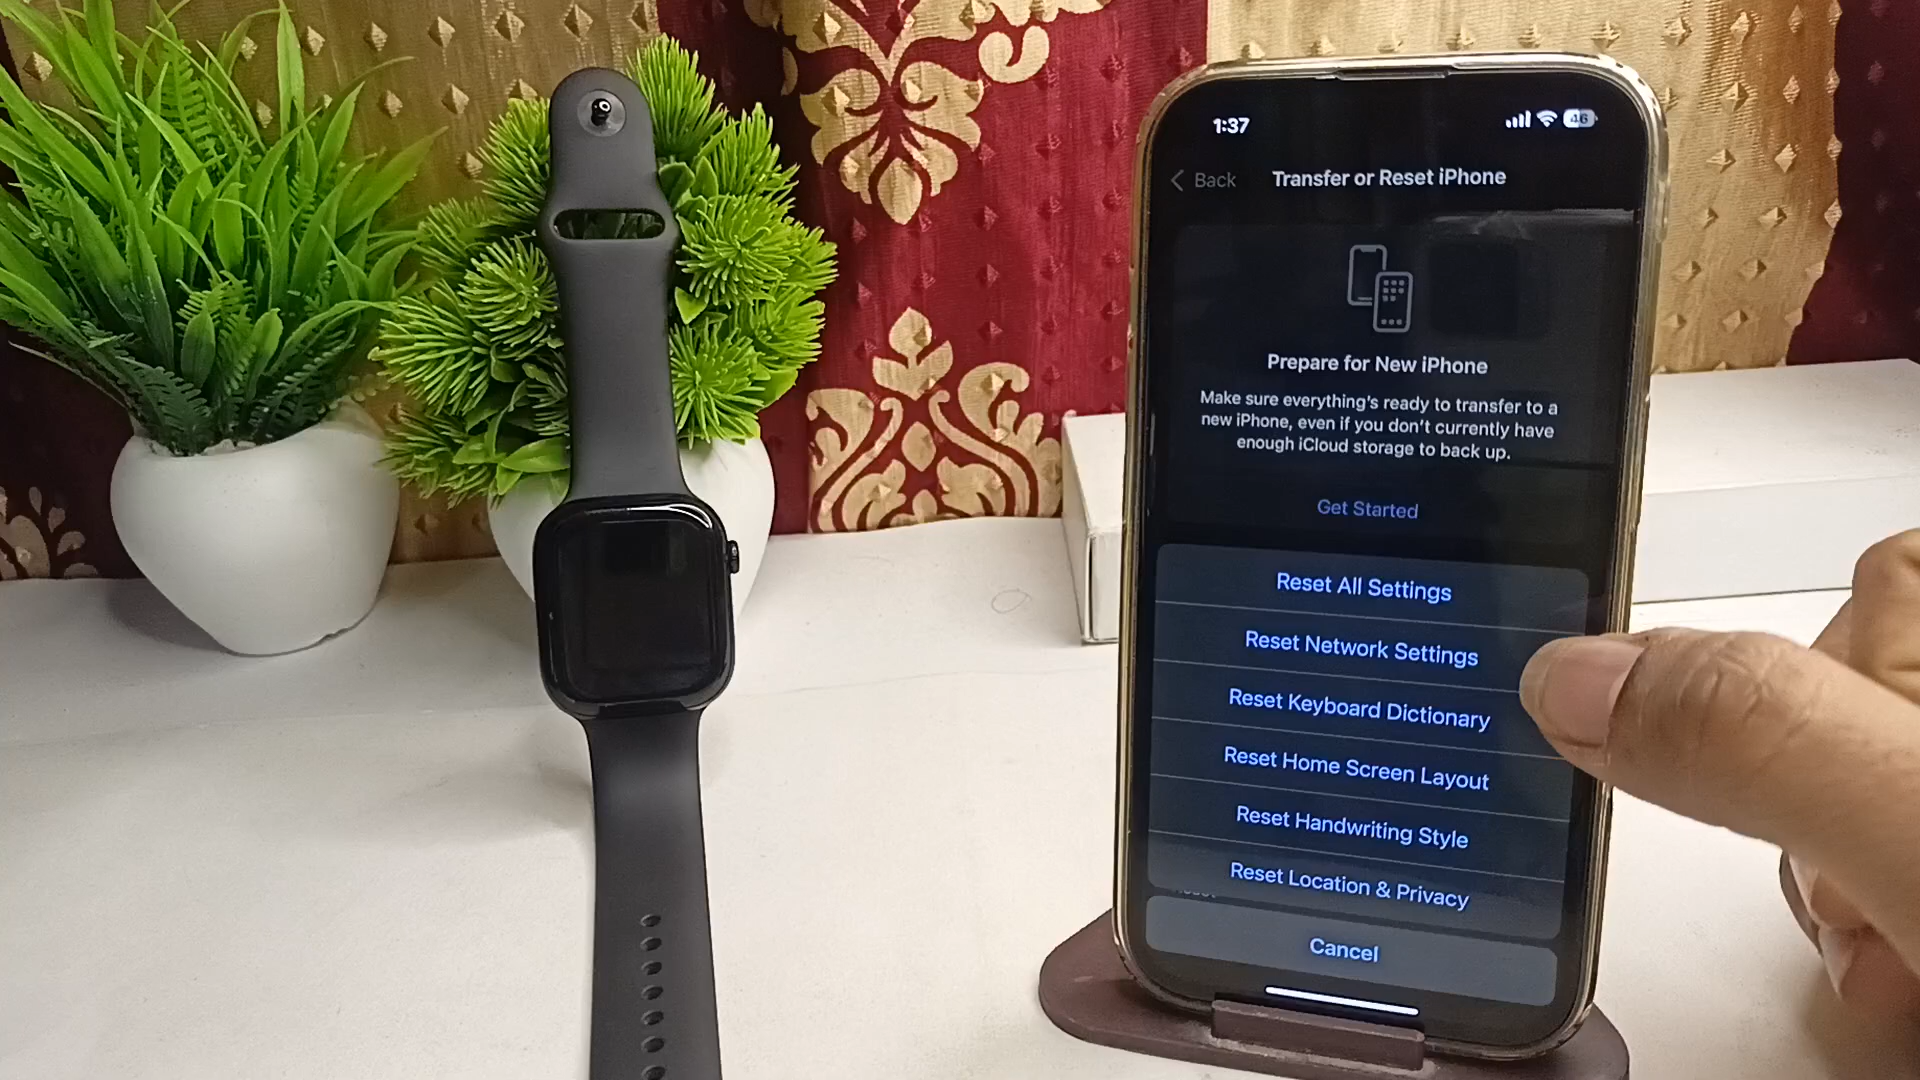 1:37
46
Back
Transfer or Reset iPhone
Prepare for New iPhone
Make sure everything's ready to transfer to a
new iPhone, even if you don't currently have
enough iCloud storage to back up.
Get Started
Reset All Settings
Reset Network Settings
Reset Keyboard Dictionary
Reset Home Screen Layout
Reset Handwriting Style
Reset Location & Privacy
Cancel